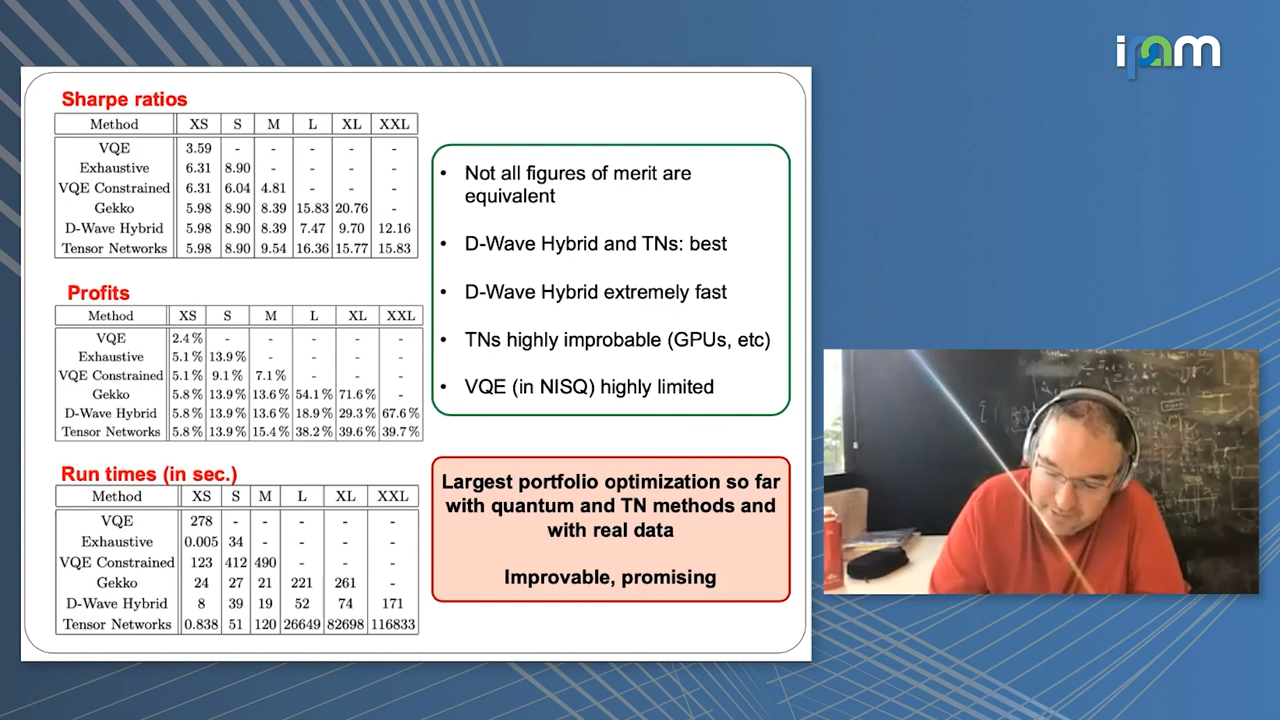 ipam
Sharpe ratios
Method XS S M L XL XXL
VQE 3.59 - - - - -
Exhaustive 6.31 8.90 - - - -
VQE Constrained 6.31 6.04 4.81 - - -
Gekko 5.98 8.90 8.39 15.83 20.76 -
D-Wave Hybrid 5.98 8.90 8.39 7.47 9.70 12.16
Tensor Networks 5.98 8.90 9.54 16.36 15.77 15.83
Profits
Method XS S M L XL XXL
VQE 2.4% - - - - -
Exhaustive 5.1% 13.9% - - - -
VQE Constrained 5.1% 9.1% 7.1% - - -
Gekko 5.8% 13.9% 13.6% 54.1% 71.6% -
D-Wave Hybrid 5.8% 13.9% 13.6% 18.9% 29.3% 67.6%
Tensor Networks 5.8% 13.9% 15.4% 38.2% 39.6% 39.7%
Run times (in sec.)
Method XS S M L XL XXL
VQE 278 - - - - -
Exhaustive 0.005 34 - - - -
VQE Constrained 123 412 490 - - -
Gekko 24 27 21 221 261 -
D-Wave Hybrid 8 39 19 52 74 171
Tensor Networks 0.838 51 120 26649 82698 116833
• Not all figures of merit are
equivalent
• D-Wave Hybrid and TNs: best
• D-Wave Hybrid extremely fast
• TNs highly improbable (GPUs, etc)
• VQE (in NISQ) highly limited
Largest portfolio optimization so far
with quantum and TN methods and
with real data
Improvable, promising